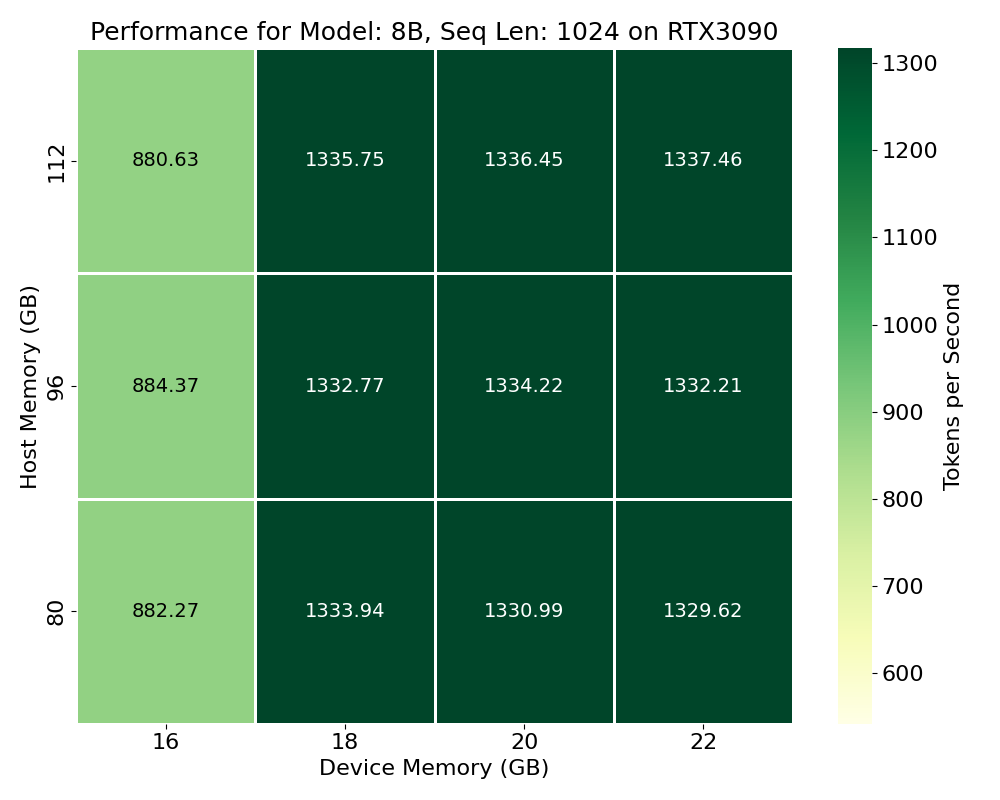 Performance for Model: 8B, Seq Len: 1024 on RTX3090
Host Memory (GB)
112
880.63 1335.75 1336.45 1337.46
96
884.37 1332.77 1334.22 1332.21
80
882.27 1333.94 1330.99 1329.62
16 18 20 22
Device Memory (GB)
1300
1200
1100
1000
900
800
700
600
Tokens per Second